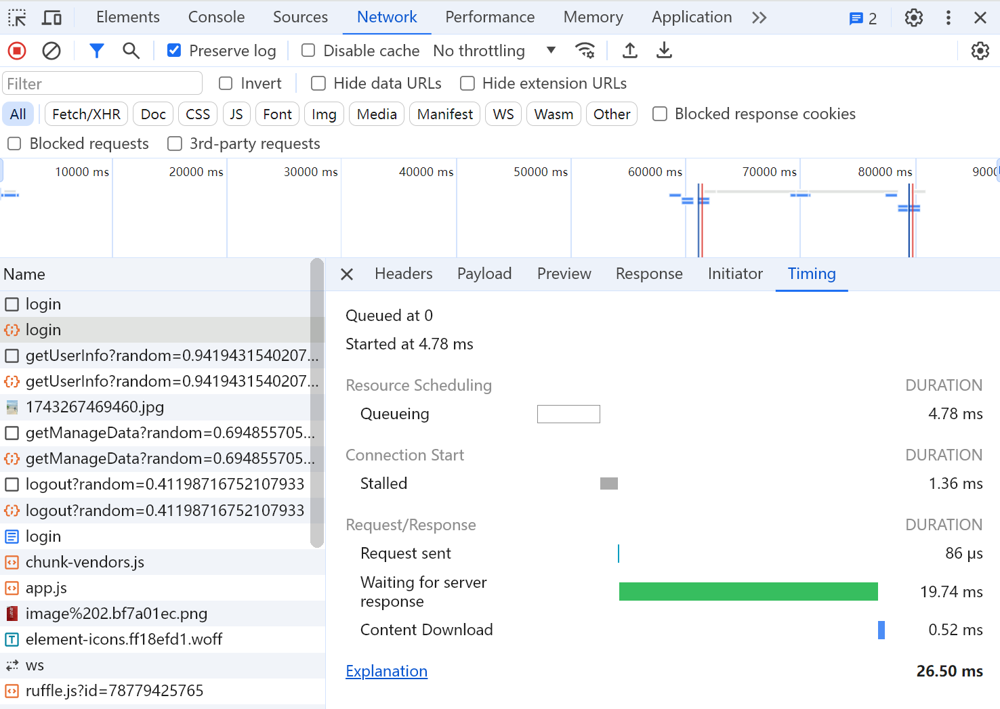 Elements Console Sources Network Performance Memory Application 2
Preserve log Disable cache No throttling
Filter Invert Hide data URLs Hide extension URLs
All Fetch/XHR Doc CSS JS Font Img Media Manifest WS Wasm Other Blocked response cookies
Blocked requests 3rd-party requests
10000 ms 20000 ms 30000 ms 40000 ms 50000 ms 60000 ms 70000 ms 80000 ms
Name
login
login
getUserInfo?random=0.9419431540207...
getUserInfo?random=0.9419431540207...
1743267469460.jpg
getManageData?random=0.694855705...
getManageData?random=0.694855705...
logout?random=0.41198716752107933
logout?random=0.41198716752107933
login
chunk-vendors.js
app.js
image%202.bf7a01ec.png
element-icons.ff18efd1.woff
ws
ruffle.js?id=78779425765
Headers Payload Preview Response Initiator Timing
Queued at 0
Started at 4.78 ms
Resource Scheduling DURATION
Queueing 4.78 ms
Connection Start DURATION
Stalled 1.36 ms
Request/Response DURATION
Request sent 86 μs
Waiting for server
response 19.74 ms
Content Download 0.52 ms
Explanation 26.50 ms